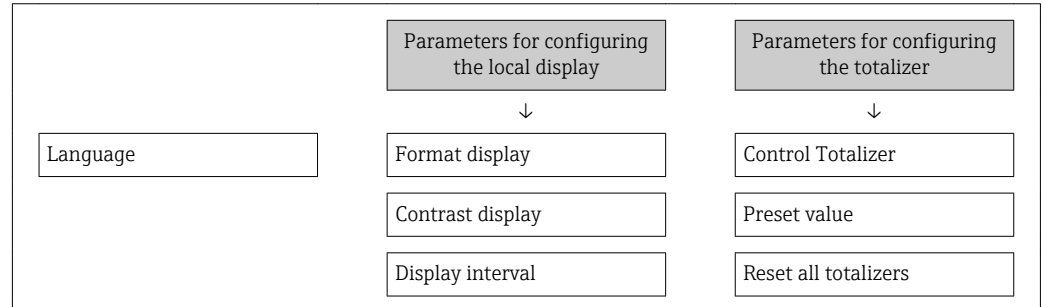 Parameters for configuring
the local display
Parameters for configuring
the totalizer
↓
↓
Language
Format display
Control Totalizer
Contrast display
Preset value
Display interval
Reset all totalizers